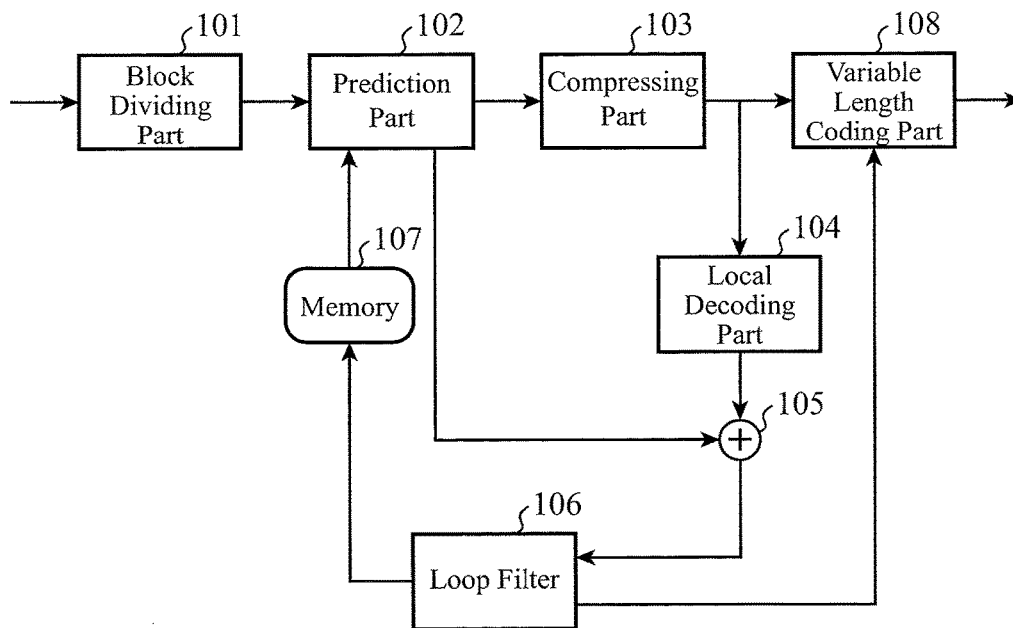 101
102
103
108
Block
Dividing
Part
Prediction
Part
Compressing
Part
Variable
Length
Coding Part
107
104
Memory
Local
Decoding
Part
105
+
106
Loop Filter